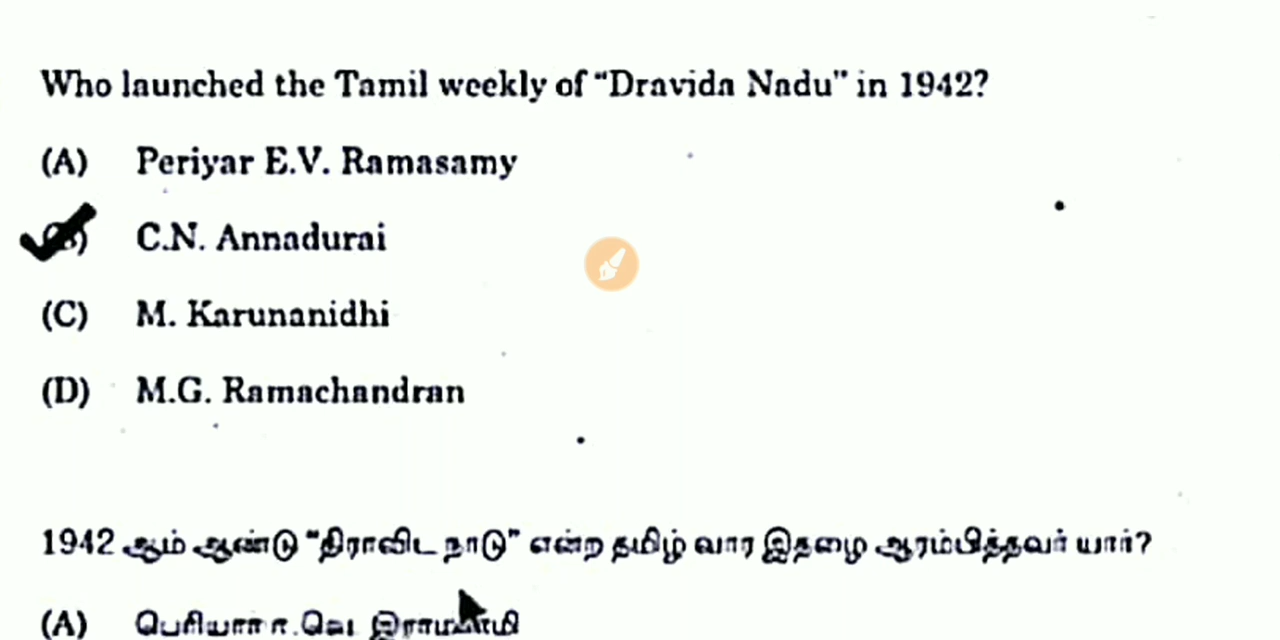 Who launched the Tamil weekly of “Dravida Nadu” in 1942?
(A) Periyar E.V. Ramasamy
(B) C.N. Annadurai
(C) M. Karunanidhi
(D) M.G. Ramachandran
1942 ஆம் ஆண்டு “திராவிட நாடு” என்ற தமிழ் வார இதழை ஆரம்பித்தவர் யார்?
(A) பெரியார் ஈ.வெ.